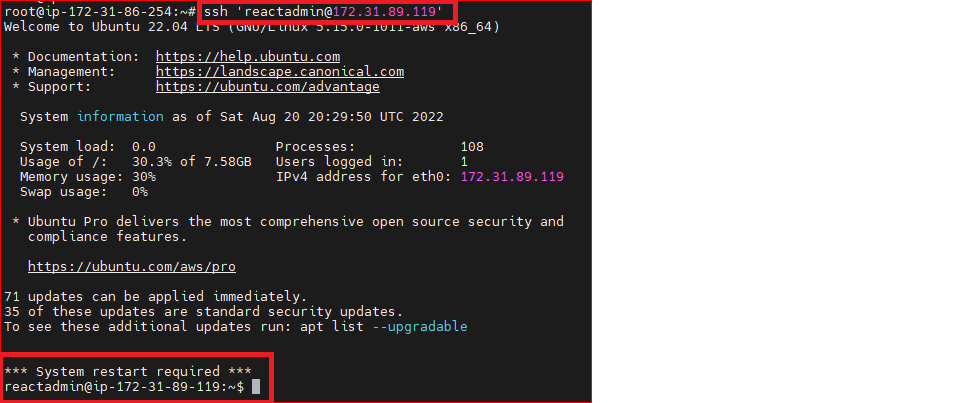 root@ip-172-31-86-254:~# ssh 'reactadmin@172.31.89.119'
Welcome to Ubuntu 22.04 LTS (GNU/Linux 5.15.0-1011-aws x86_64)
* Documentation: https://help.ubuntu.com
* Management: https://landscape.canonical.com
* Support: https://ubuntu.com/advantage
System information as of Sat Aug 20 20:29:50 UTC 2022
System load: 0.0 Processes: 108
Usage of /: 30.3% of 7.58GB Users logged in: 1
Memory usage: 30% IPv4 address for eth0: 172.31.89.119
Swap usage: 0%
* Ubuntu Pro delivers the most comprehensive open source security and
compliance features.
https://ubuntu.com/aws/pro
71 updates can be applied immediately.
35 of these updates are standard security updates.
To see these additional updates run: apt list --upgradable
*** System restart required ***
reactadmin@ip-172-31-89-119:~$